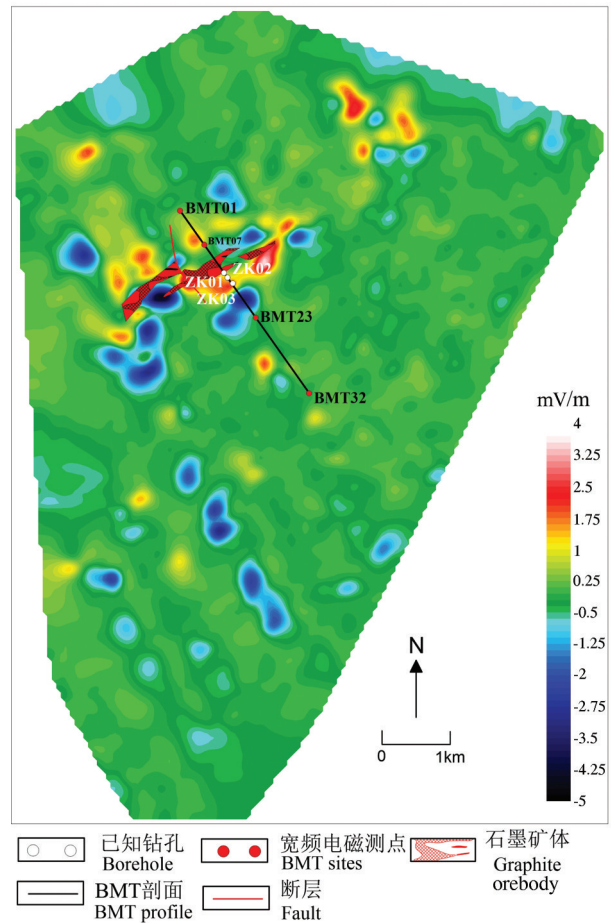 BMT01
BMT07
ZK02
ZK01
ZK03
BMT23
BMT32
mV/m
4
2.5
1.75
1
0.25
-0.5
-1.25
-2
-2.75
-3.5
-4.25
-5
N
0 1km
已知钻孔
Borehole
宽频电磁测点
BMT sites
石墨矿体
Graphite
orebody
BMT剖面
BMT profile
断层
Fault